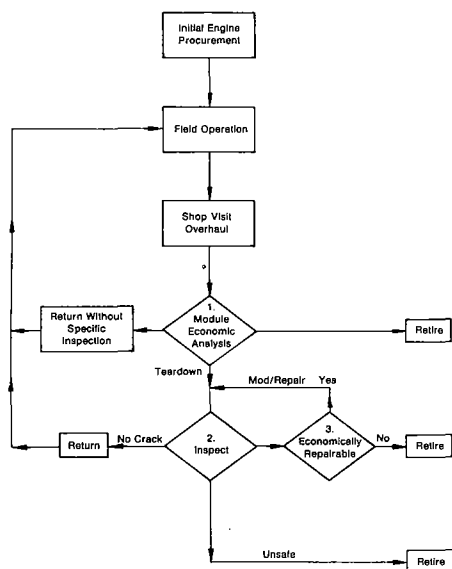 Initial Engine
Procurement
Field Operation
Shop Visit
Overhaul
1.
Module
Economic
Analysis
Return Without
Specific
Inspection
Retire
Teardown
Mod/Repair Yes
Return
No Crack
2.
Inspect
3.
Economically
Repairable
No
Retire
Unsafe
Retire